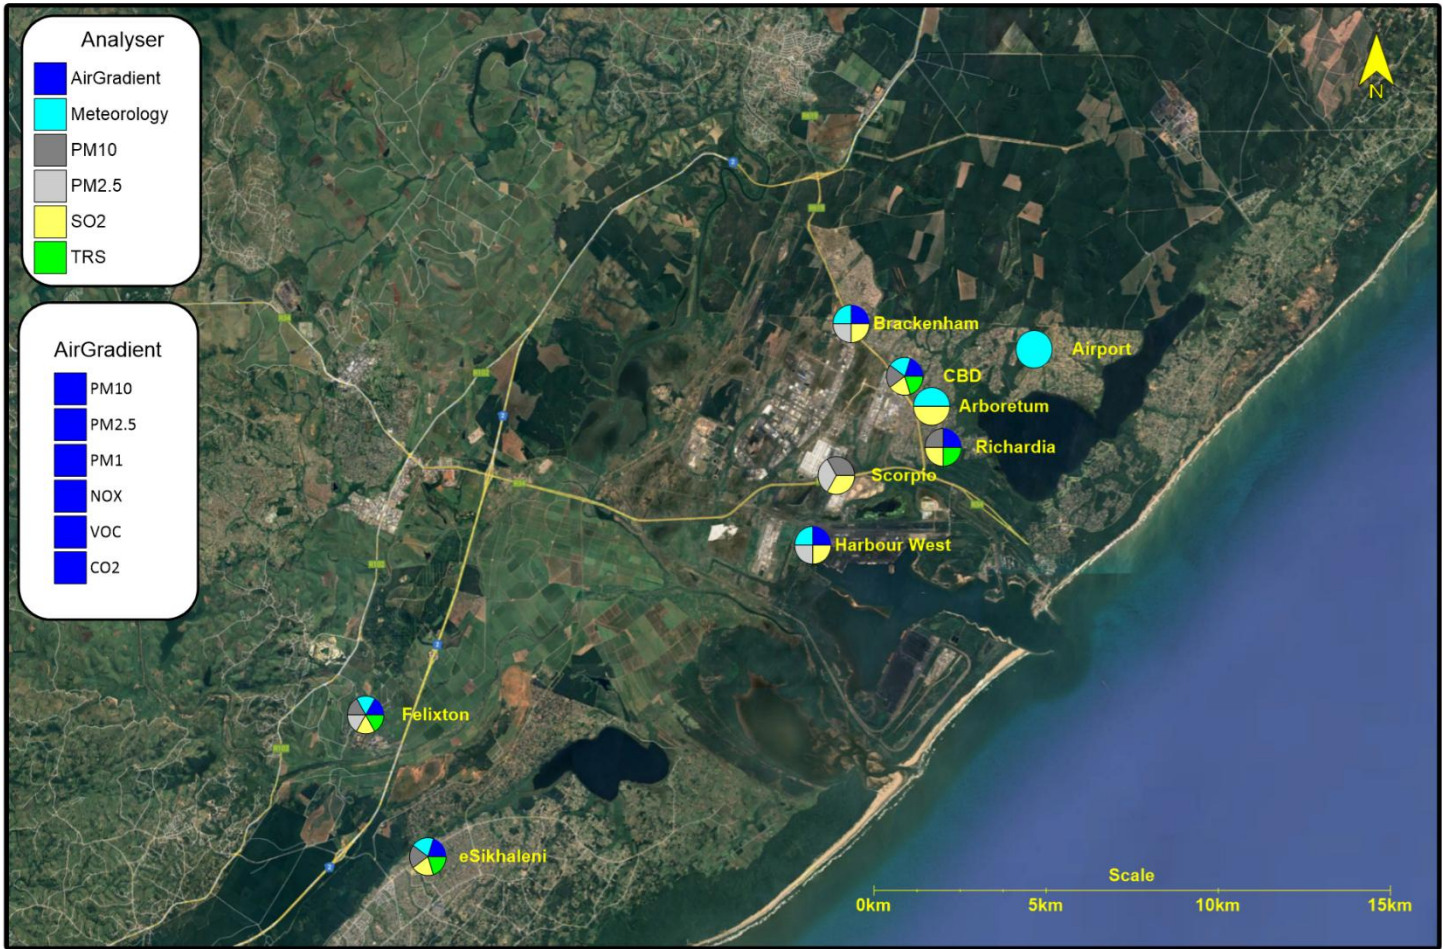 Analyser
AirGradient
Meteorology
PM10
PM2.5
SO2
TRS
AirGradient
PM10
PM2.5
PM1
NOX
VOC
CO2
N
Brackenham
Airport
CBD
Arboretum
Richardia
Scorpio
Harbour West
Felixton
eSikhaleni
Scale
0km 5km 10km 15km